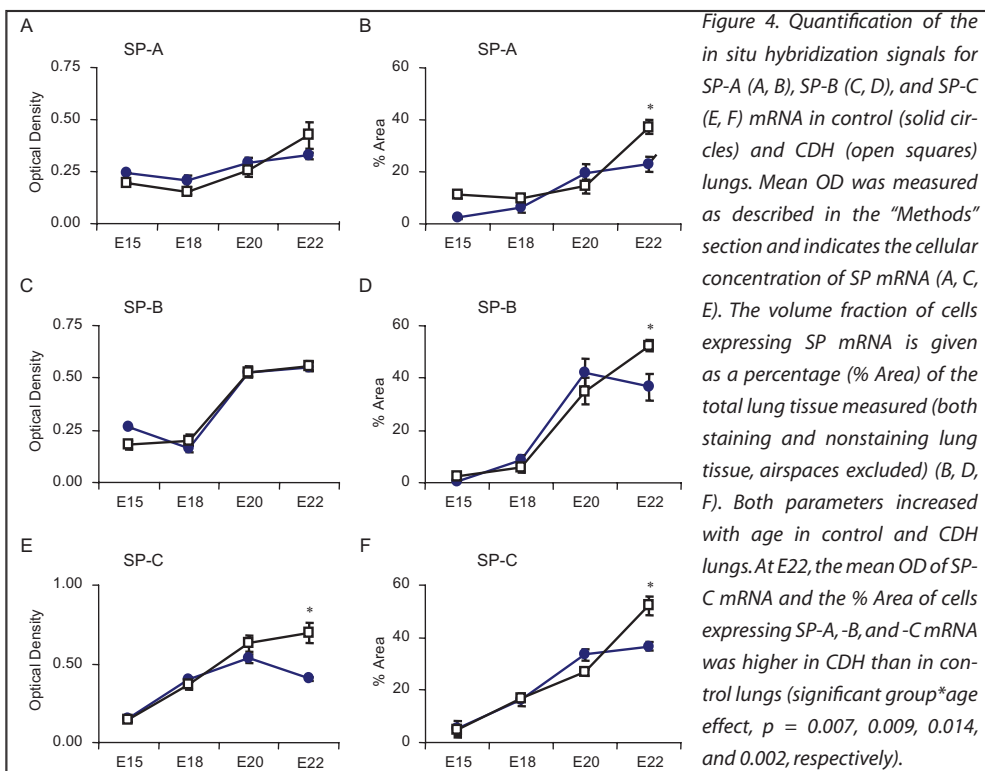 A
SP-A
0.75
0.50
0.25
0.00
Optical Density
E15 E18 E20 E22
B
SP-A
60
40
20
0
% Area
*
E15 E18 E20 E22
C
SP-B
0.75
0.50
0.25
0.00
Optical Density
E15 E18 E20 E22
D
SP-B
60
40
20
0
% Area
*
E15 E18 E20 E22
E
SP-C
1.00
0.75
0.50
0.25
0.00
Optical Density
*
E15 E18 E20 E22
F
SP-C
60
40
20
0
% Area
*
E15 E18 E20 E22
Figure 4. Quantification of the
in situ hybridization signals for
SP-A (A, B), SP-B (C, D), and SP-C
(E, F) mRNA in control (solid cir-
cles) and CDH (open squares)
lungs. Mean OD was measured
as described in the “Methods”
section and indicates the cellular
concentration of SP mRNA (A, C,
E). The volume fraction of cells
expressing SP mRNA is given
as a percentage (% Area) of the
total lung tissue measured (both
staining and nonstaining lung
tissue, airspaces excluded) (B, D,
F). Both parameters increased
with age in control and CDH
lungs. At E22, the mean OD of SP-
C mRNA and the % Area of cells
expressing SP-A, -B, and -C mRNA
was higher in CDH than in con-
trol lungs (significant group*age
effect, p = 0.007, 0.009, 0.014,
and 0.002, respectively).